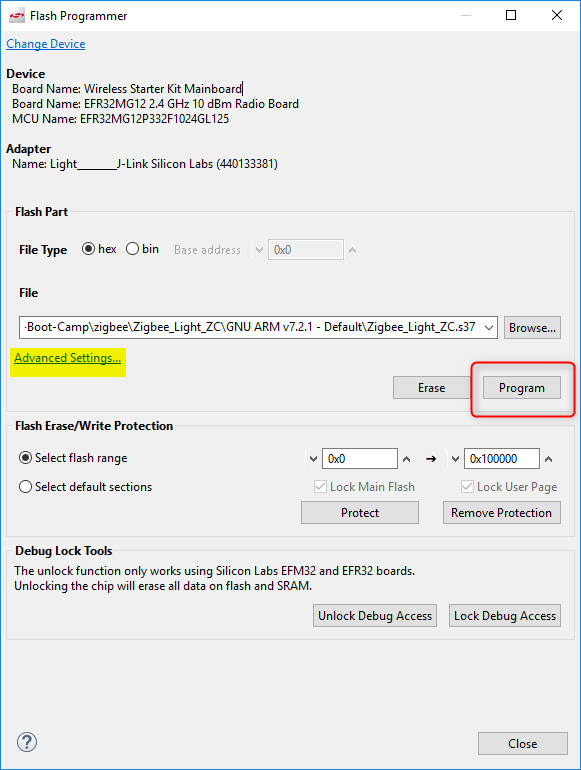 Flash Programmer
Change Device
Device
Board Name: Wireless Starter Kit Mainboard
Board Name: EFR32MG12 2.4 GHz 10 dBm Radio Board
MCU Name: EFR32MG12P332F1024GL125
Adapter
Name: Light______J-Link Silicon Labs (440133381)
Flash Part
File Type hex bin Base address 0x0
File
-Boot-Camp\zigbee\Zigbee_Light_ZC\GNU ARM v7.2.1 - Default\Zigbee_Light_ZC.s37 Browse...
Advanced Settings...
Erase Program
Flash Erase/Write Protection
Select flash range 0x0 → 0x100000
Select default sections Lock Main Flash Lock User Page
Protect Remove Protection
Debug Lock Tools
The unlock function only works using Silicon Labs EFM32 and EFR32 boards.
Unlocking the chip will erase all data on flash and SRAM.
Unlock Debug Access Lock Debug Access
? Close